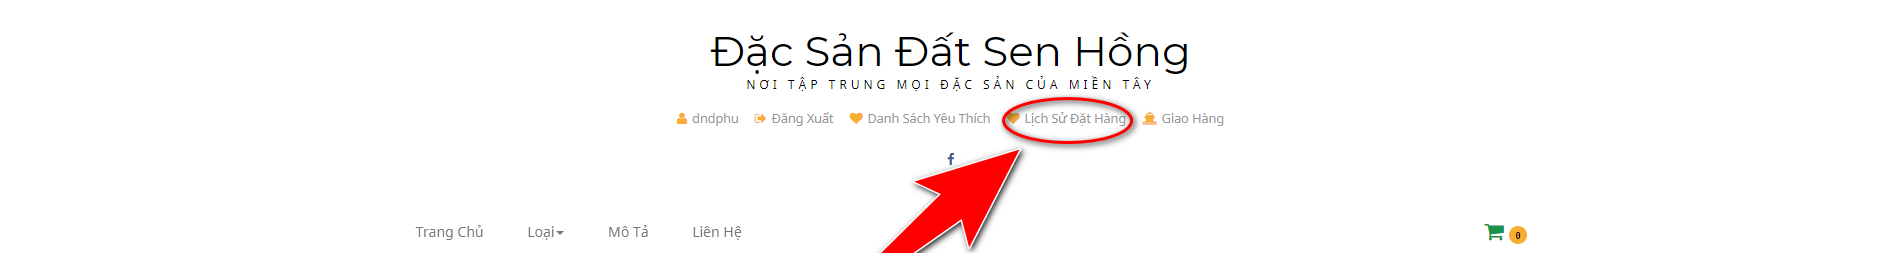 Đặc Sản Đất Sen Hồng
NƠI TẬP TRUNG MỌI ĐẶC SẢN CỦA MIỀN TÂY
dndphu Đăng Xuất Danh Sách Yêu Thích Lịch Sử Đặt Hàng Giao Hàng
Trang Chủ Loại Mô Tả Liên Hệ 0